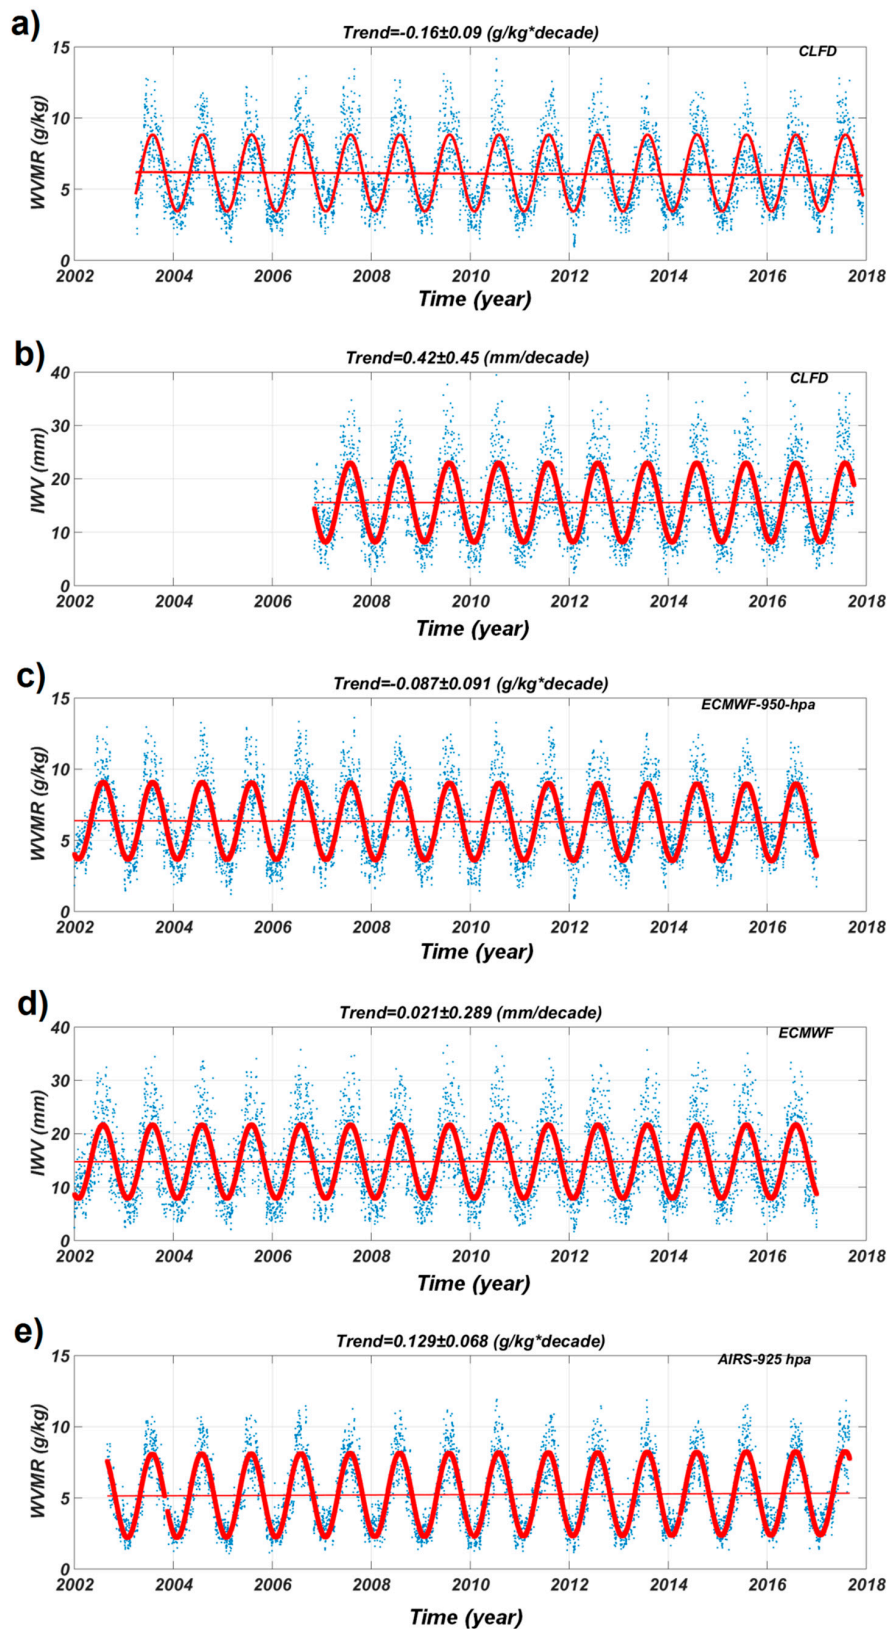 a)
Trend=-0.16±0.09 (g/kg*decade)
CLFD
WVMR (g/kg)
15
10
5
0
2002 2004 2006 2008 2010 2012 2014 2016 2018
Time (year)
b)
Trend=0.42±0.45 (mm/decade)
CLFD
IWV (mm)
40
30
20
10
0
2002 2004 2006 2008 2010 2012 2014 2016 2018
Time (year)
c)
Trend=-0.087±0.091 (g/kg*decade)
ECMWF-950-hpa
WVMR (g/kg)
15
10
5
0
2002 2004 2006 2008 2010 2012 2014 2016 2018
Time (year)
d)
Trend=0.021±0.289 (mm/decade)
ECMWF
IWV (mm)
40
30
20
10
0
2002 2004 2006 2008 2010 2012 2014 2016 2018
Time (year)
e)
Trend=0.129±0.068 (g/kg*decade)
AIRS-925 hpa
WVMR (g/kg)
15
10
5
0
2002 2004 2006 2008 2010 2012 2014 2016 2018
Time (year)